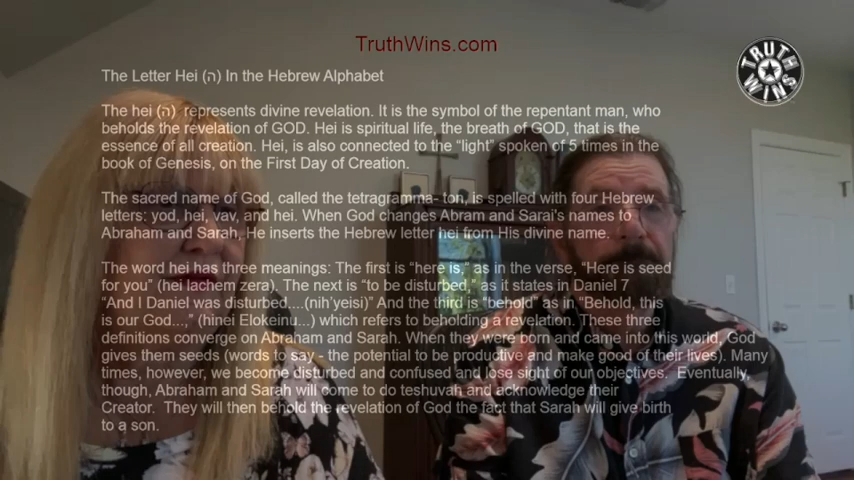 TruthWins.com
TRUTH
WINS
The Letter Hei (ה) In the Hebrew Alphabet
The hei (ה) represents divine revelation. It is the symbol of the repentant man, who
beholds the revelation of GOD. Hei is spiritual life, the breath of GOD, that is the
essence of all creation. Hei, is also connected to the “light” spoken of 5 times in the
book of Genesis, on the First Day of Creation.
The sacred name of God, called the tetragramma- ton, is spelled with four Hebrew
letters: yod, hei, vav, and hei. When God changes Abram and Sarai's names to
Abraham and Sarah, He inserts the Hebrew letter hei from His divine name.
The word hei has three meanings: The first is “here is,” as in the verse, “Here is seed
for you” (hei lachem zera). The next is “to be disturbed,” as it states in Daniel 7
“And I Daniel was disturbed....(nih’yeisi)” And the third is “behold” as in “Behold, this
is our God...,” (hinei Elokeinu...) which refers to beholding a revelation. These three
definitions converge on Abraham and Sarah. When they were born and came into this world, God
gives them seeds (words to say - the potential to be productive and make good of their lives). Many
times, however, we become disturbed and confused and lose sight of our objectives. Eventually,
though, Abraham and Sarah will come to do teshuvah and acknowledge their
Creator. They will then behold the revelation of God the fact that Sarah will give birth
to a son.